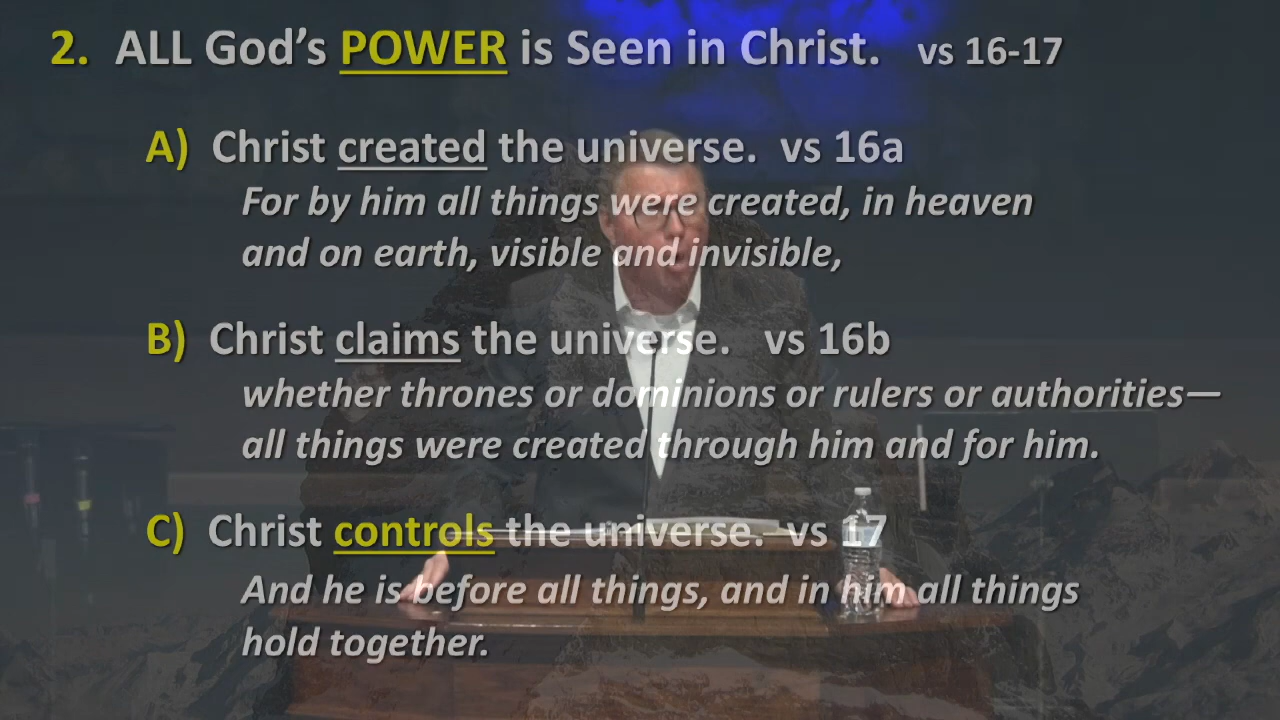 2. ALL God's POWER is Seen in Christ. vs 16-17
A) Christ created the universe. vs 16a
For by him all things were created, in heaven
and on earth, visible and invisible,
B) Christ claims the universe. vs 16b
whether thrones or dominions or rulers or authorities—
all things were created through him and for him.
C) Christ controls the universe. vs 17
And he is before all things, and in him all things
hold together.